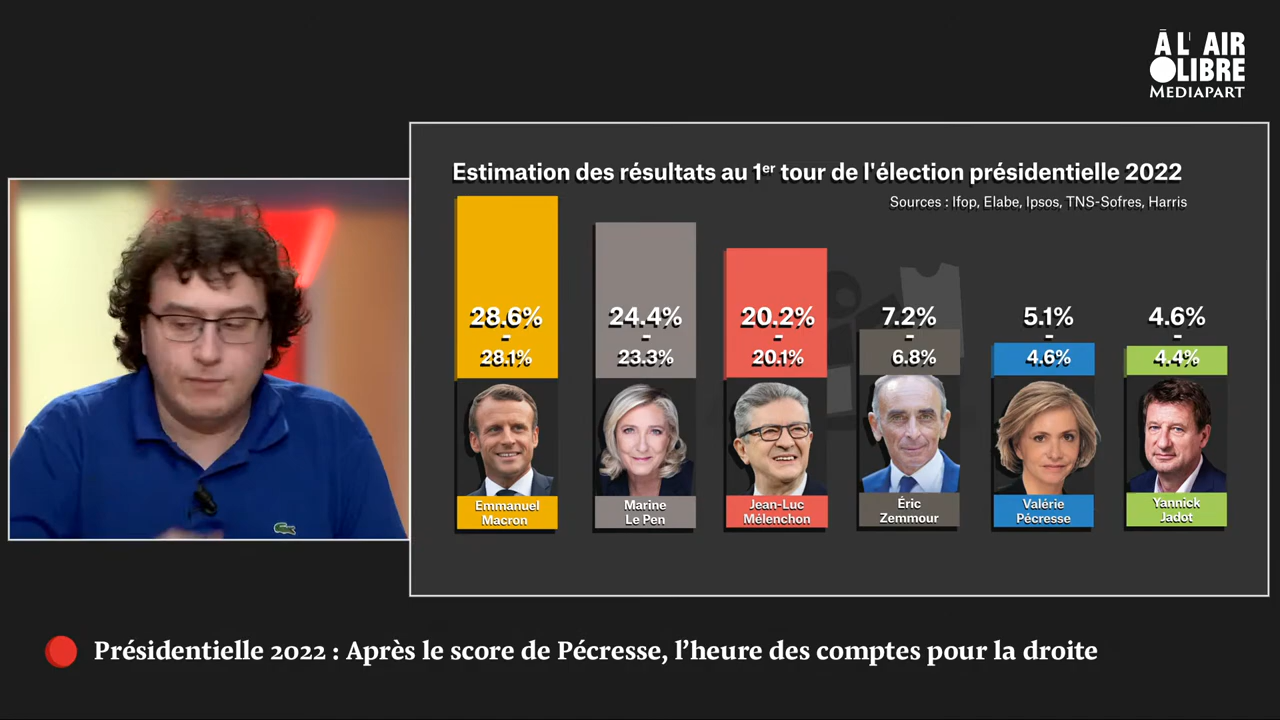 À L' AIR
LIBRE
MEDIAPART
Estimation des résultats au 1er tour de l'élection présidentielle 2022
Sources : Ifop, Elabe, Ipsos, TNS-Sofres, Harris
28.6%
-
28.1%
Emmanuel
Macron
24.4%
-
23.3%
Marine
Le Pen
20.2%
-
20.1%
Jean-Luc
Mélenchon
7.2%
-
6.8%
Éric
Zemmour
5.1%
-
4.6%
Valérie
Pécresse
4.6%
-
4.4%
Yannick
Jadot
Présidentielle 2022 : Après le score de Pécresse, l’heure des comptes pour la droite